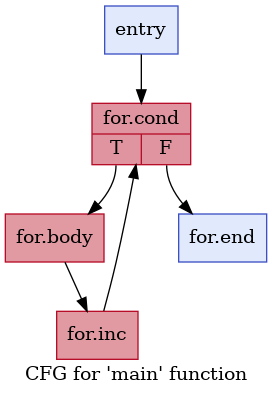 entry
for.cond
T F
for.body
for.end
for.inc
CFG for 'main' function